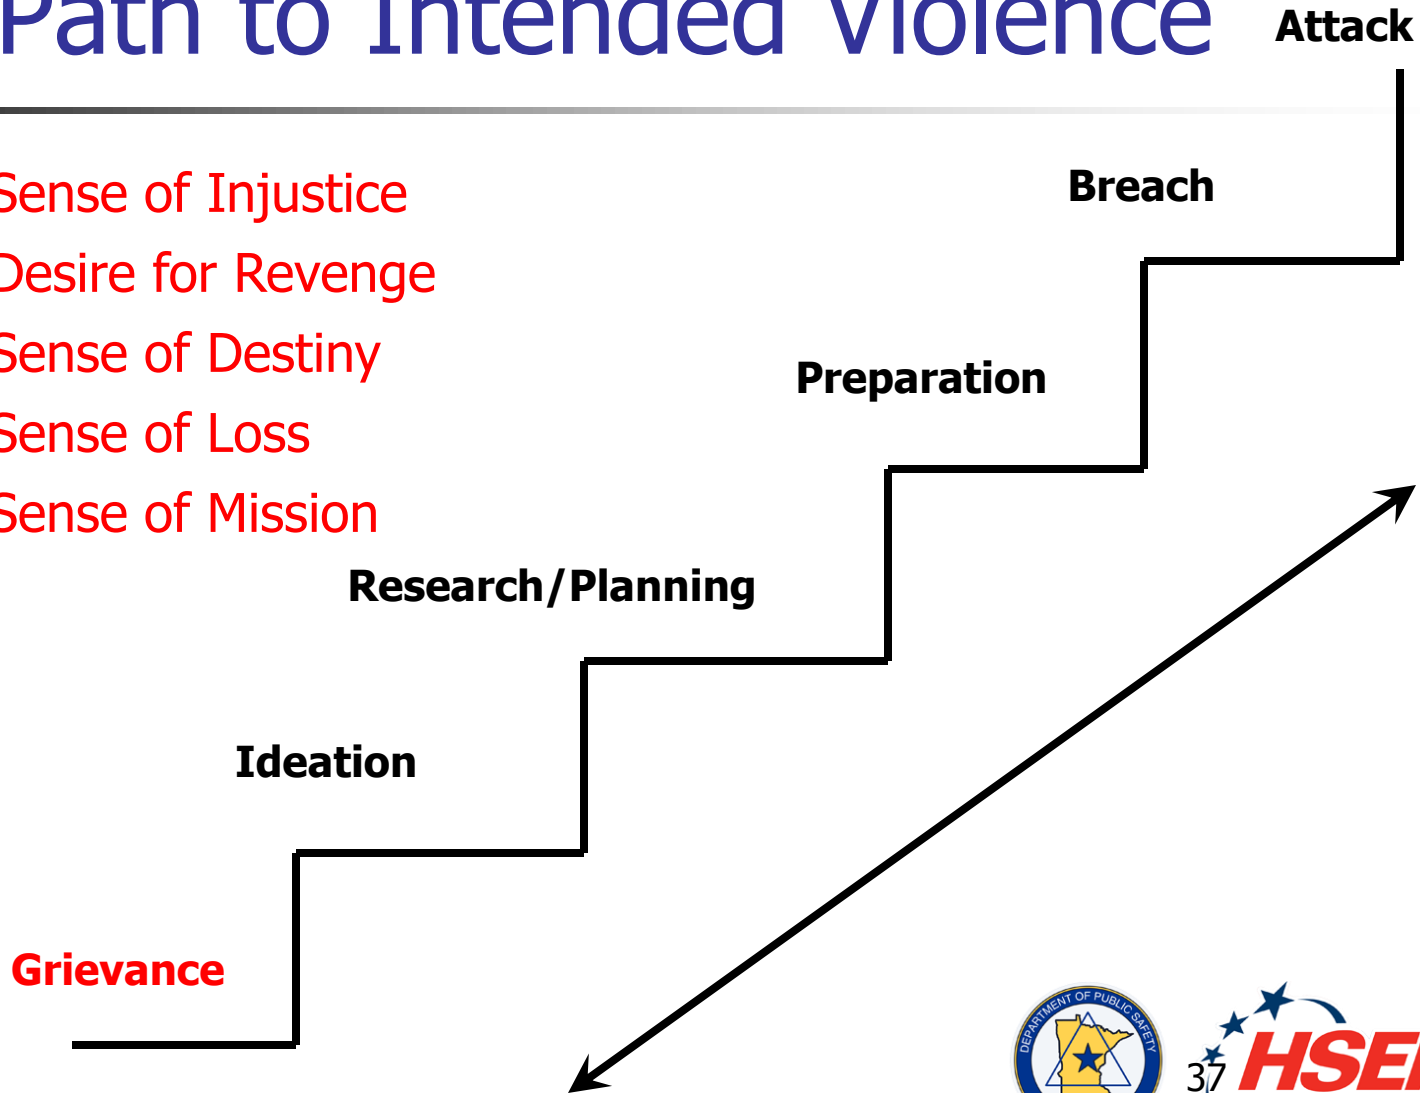 Path to Intended Violence
Attack
Sense of Injustice
Breach
Desire for Revenge
Sense of Destiny
Preparation
Sense of Loss
Sense of Mission
Research/Planning
Ideation
Grievance
DEPARTMENT OF PUBLIC SAFETY
37
HSE